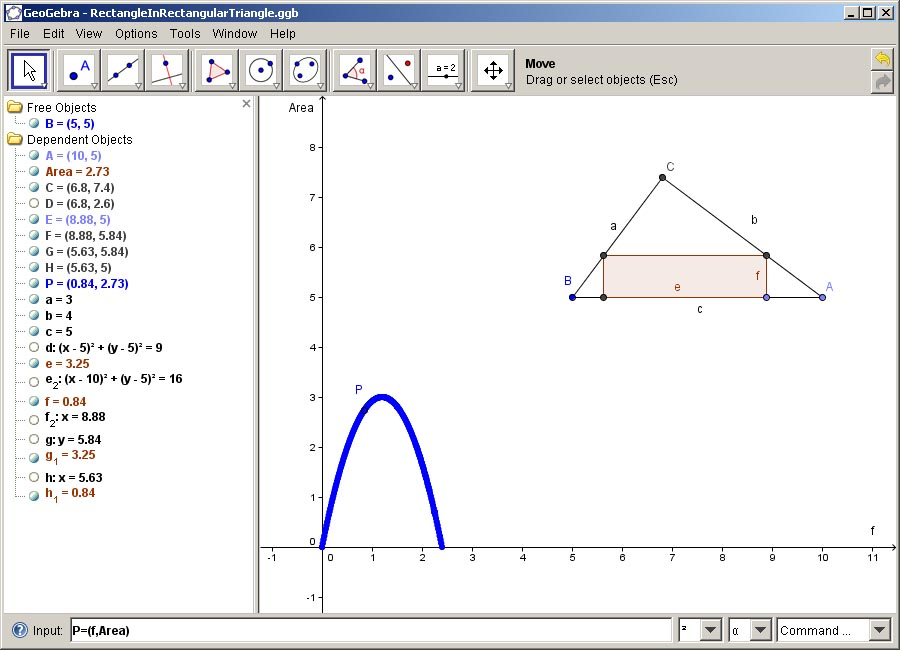 GeoGebra - RectangleInRectangularTriangle.ggb
File Edit View Options Tools Window Help
A
α
a = 2
Move
Drag or select objects (Esc)
Free Objects
B = (5, 5)
Dependent Objects
A = (10, 5)
Area = 2.73
C = (6.8, 7.4)
D = (6.8, 2.6)
E = (8.88, 5)
F = (8.88, 5.84)
G = (5.63, 5.84)
H = (5.63, 5)
P = (0.84, 2.73)
a = 3
b = 4
c = 5
d: (x - 5)² + (y - 5)² = 9
e = 3.25
e₂: (x - 10)² + (y - 5)² = 16
f = 0.84
f₂: x = 8.88
g: y = 5.84
g₁ = 3.25
h: x = 5.63
h₁ = 0.84
Area
8
7
6
5
4
3
2
1
0
-1
-1 0 1 2 3 4 5 6 7 8 9 10 11
f
C
a
b
B
f
e
A
c
P
Input: P=(f,Area)
² α Command ...